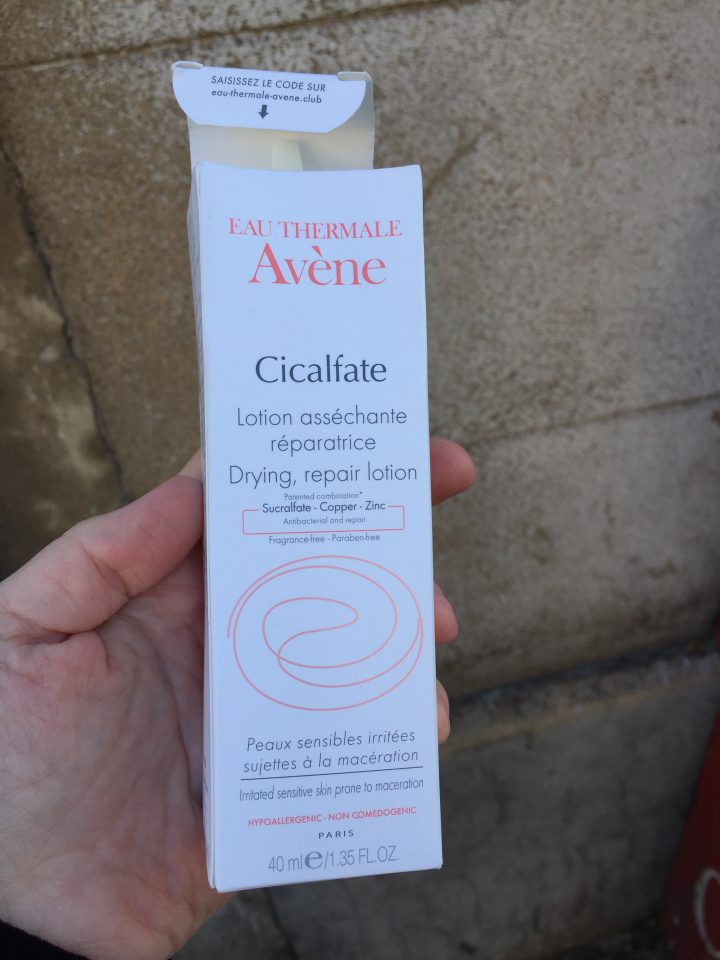 SAISISSEZ LE CODE SUR
eau-thermale-avene.club
EAU THERMALE
Avène
Cicalfate
Lotion asséchante
réparatrice
Drying, repair lotion
Patented combination*
Sucralfate - Copper - Zinc
Antibacterial and repair
Fragrance-free - Paraben-free
Peaux sensibles irritées
sujettes à la macération
Irritated sensitive skin prone to maceration
HYPOALLERGENIC - NON COMEDOGENIC
PARIS
40 ml e/1.35 FL.OZ.